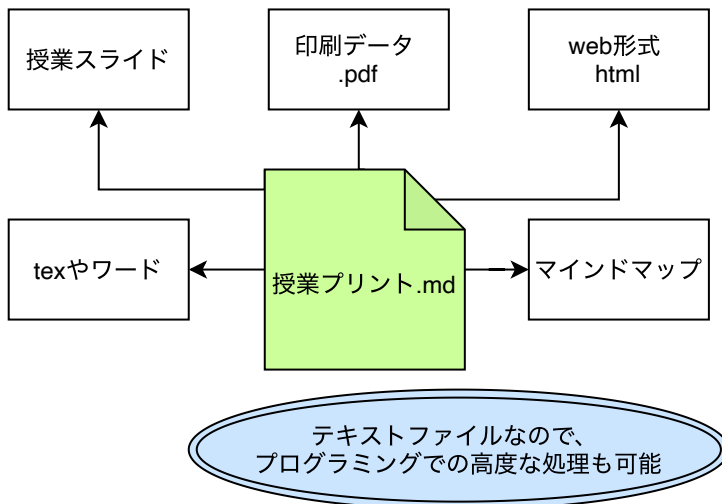 授業スライド
印刷データ
.pdf
web形式
html
texやワード
授業プリント.md
マインドマップ
テキストファイルなので、
プログラミングでの高度な処理も可能